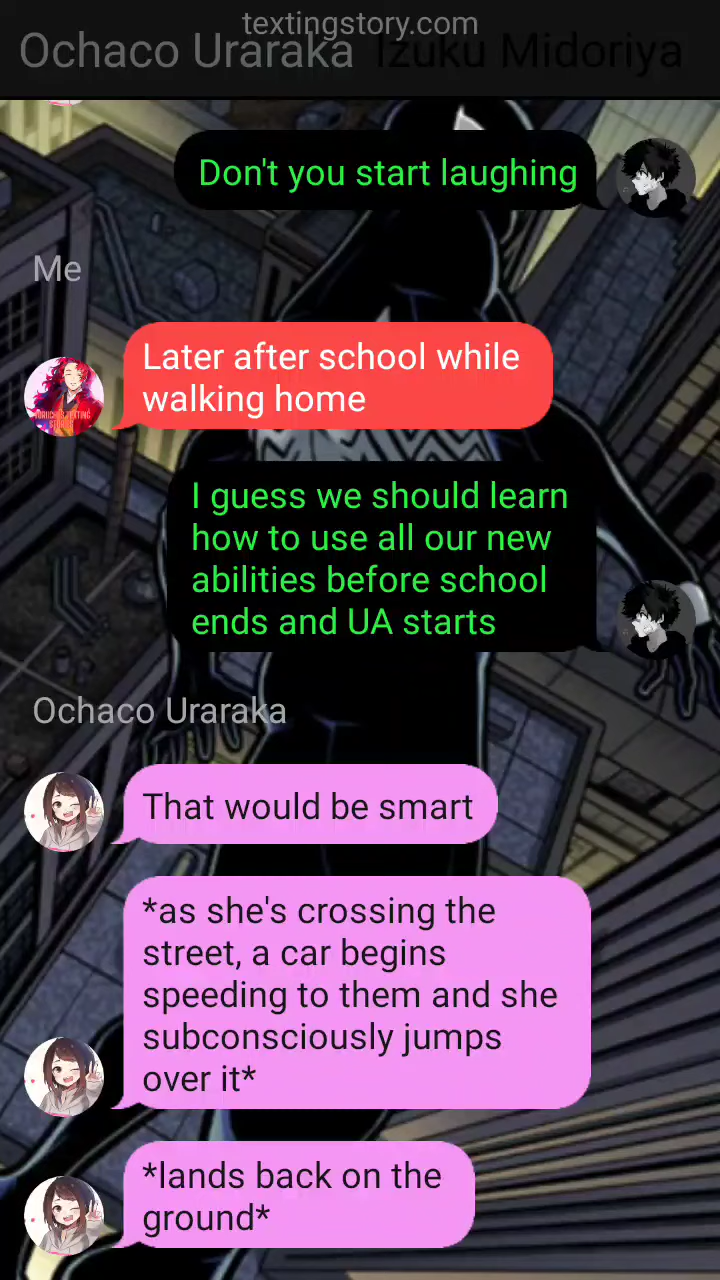 textingstory.com
Ochaco Uraraka Izuku Midoriya
Don't you start laughing
Me
Later after school while
walking home
I guess we should learn
how to use all our new
abilities before school
ends and UA starts
Ochaco Uraraka
That would be smart
*as she's crossing the
street, a car begins
speeding to them and she
subconsciously jumps
over it*
*lands back on the
ground*